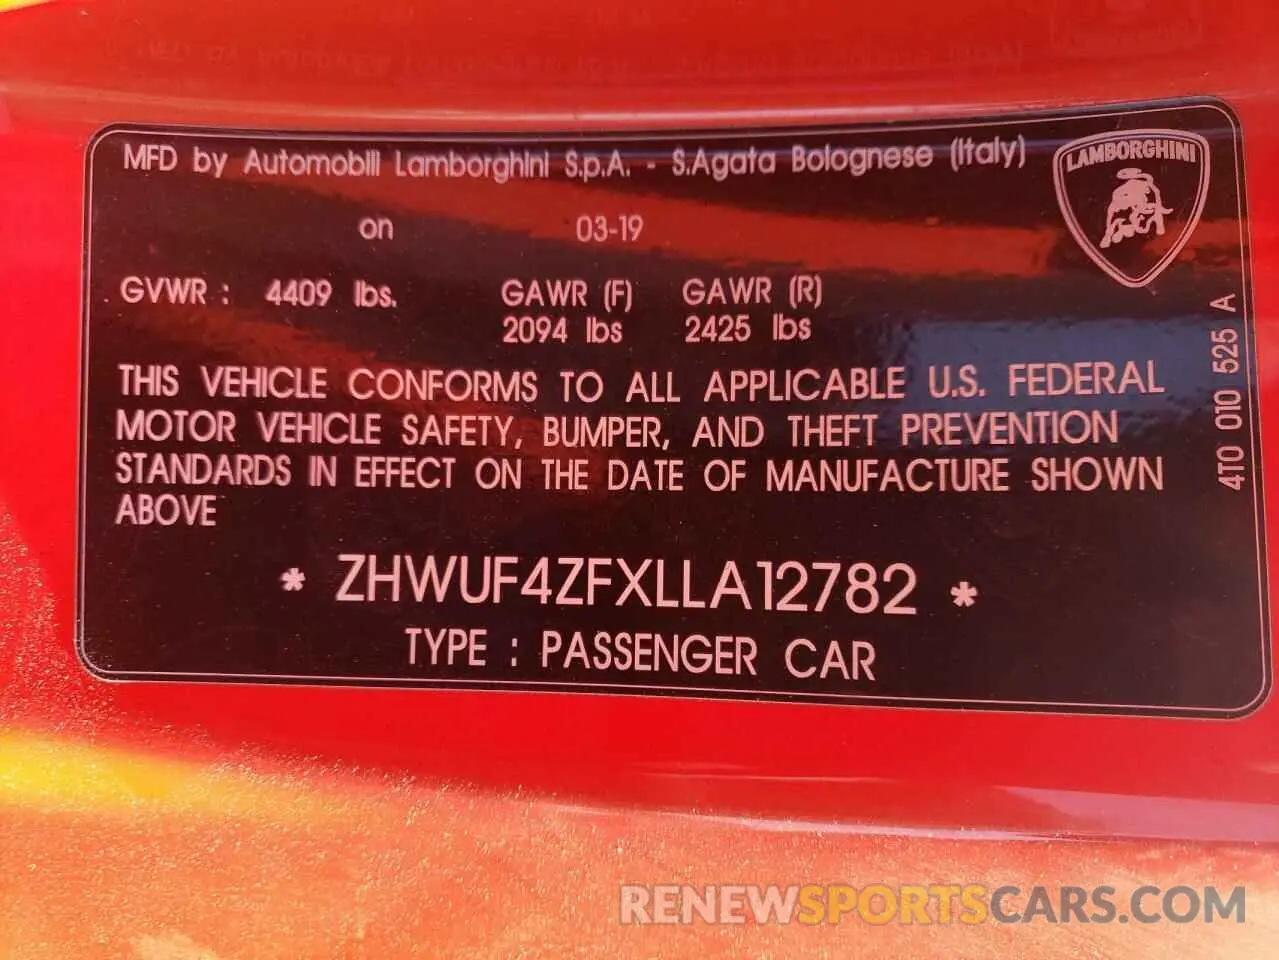 MFD by Automobili Lamborghini S.p.A. - S.Agata Bolognese (Italy)
LAMBORGHINI
on 03-19
GVWR : 4409 lbs. GAWR (F) GAWR (R)
2094 lbs 2425 lbs
THIS VEHICLE CONFORMS TO ALL APPLICABLE U.S. FEDERAL
MOTOR VEHICLE SAFETY, BUMPER, AND THEFT PREVENTION
STANDARDS IN EFFECT ON THE DATE OF MANUFACTURE SHOWN
ABOVE
* ZHWUF4ZFXLLA12782 *
TYPE : PASSENGER CAR
4T0 010 525 A
RENEWSPORTSCARS.COM